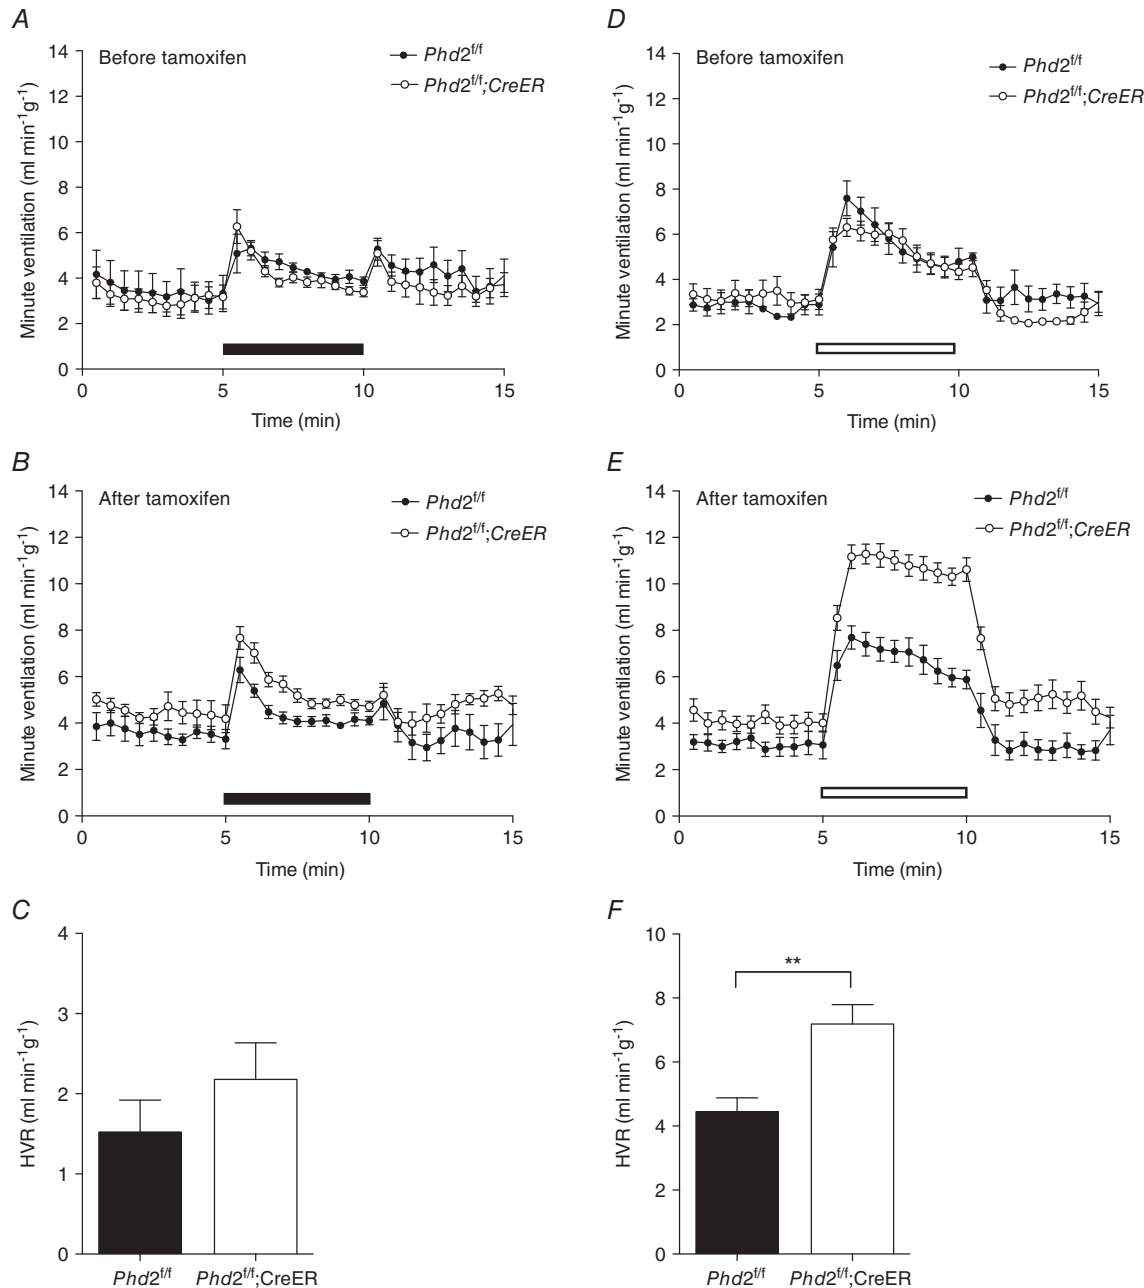 A
Before tamoxifen
Phd2f/f
Phd2f/f;CreER
Minute ventilation (ml min-1g-1)
14
12
10
8
6
4
2
0
0 5 10 15
Time (min)
B
After tamoxifen
Phd2f/f
Phd2f/f;CreER
Minute ventilation (ml min-1g-1)
14
12
10
8
6
4
2
0
0 5 10 15
Time (min)
C
HVR (ml min-1g-1)
4
3
2
1
0
Phd2f/f Phd2f/f;CreER
D
Before tamoxifen
Phd2f/f
Phd2f/f;CreER
Minute ventilation (ml min-1g-1)
14
12
10
8
6
4
2
0
0 5 10 15
Time (min)
E
After tamoxifen
Phd2f/f
Phd2f/f;CreER
Minute ventilation (ml min-1g-1)
14
12
10
8
6
4
2
0
0 5 10 15
Time (min)
F
HVR (ml min-1g-1)
10
8
6
4
2
0
**
Phd2f/f Phd2f/f;CreER